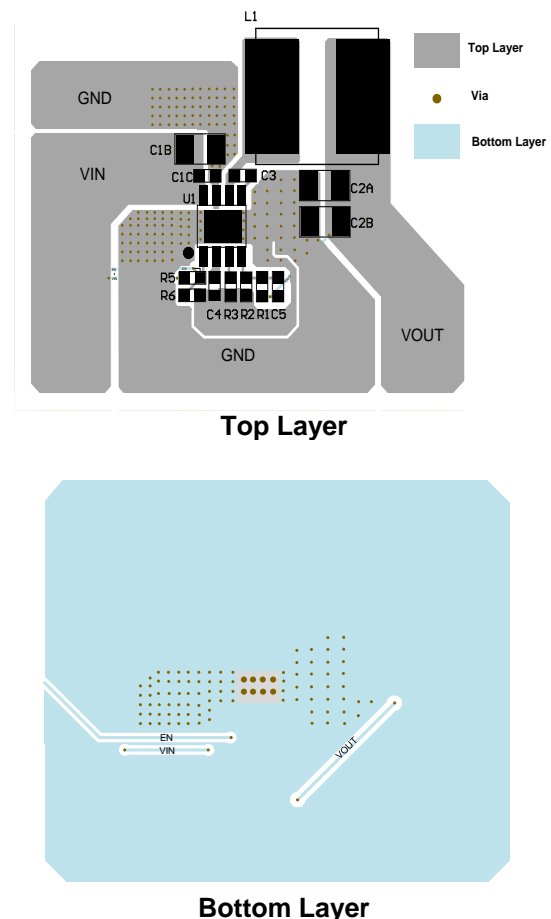 L1
Top Layer
GND
Via
C1B
Bottom Layer
VIN
C1C
C3
C2A
U1
C2B
R5
R6
C4 R3 R2 R1 C5
GND
VOUT
Top Layer
EN
VIN
VOUT
Bottom Layer